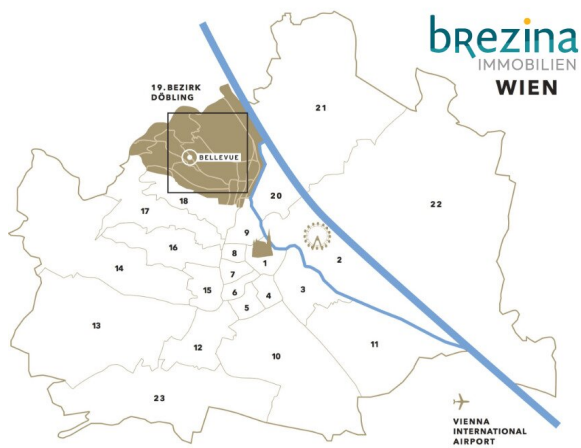 brezina
IMMOBILIEN
WIEN
19. BEZIRK
DÖBLING
BELLEVUE
21
22
20
18
17
9
16
8
1
2
14
7
15
6
4
3
5
13
12
10
11
23
VIENNA
INTERNATIONAL
AIRPORT